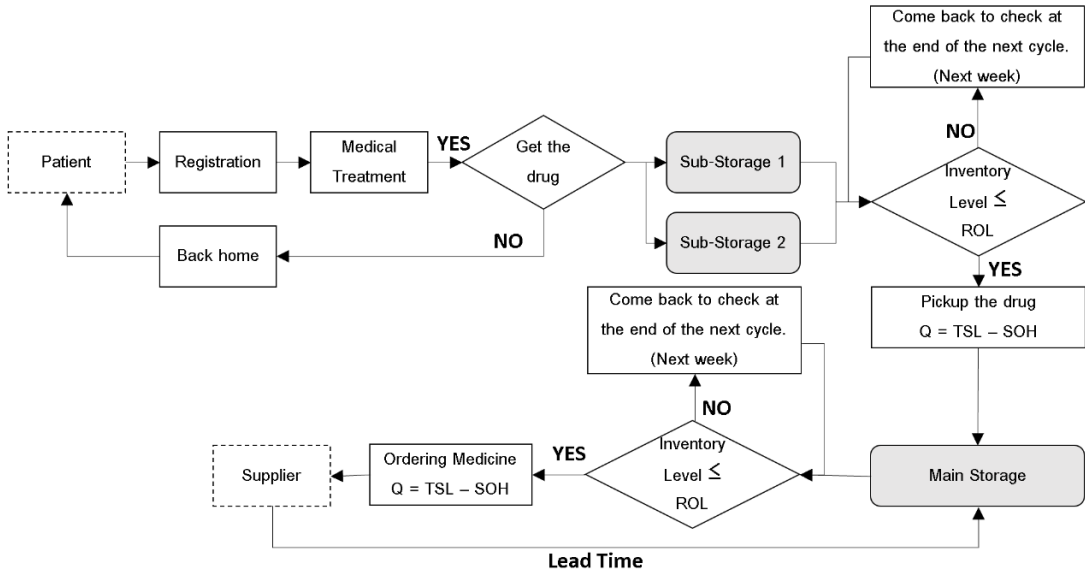 Come back to check at
the end of the next cycle.
(Next week)
NO
Patient
Registration
Medical
Treatment
YES
Get the
drug
Sub-Storage 1
Inventory
Level ≤
ROL
Back home
NO
Sub-Storage 2
YES
Come back to check at
the end of the next cycle.
(Next week)
Pickup the drug
Q = TSL – SOH
NO
Supplier
Ordering Medicine
Q = TSL – SOH
YES
Inventory
Level ≤
ROL
Main Storage
Lead Time